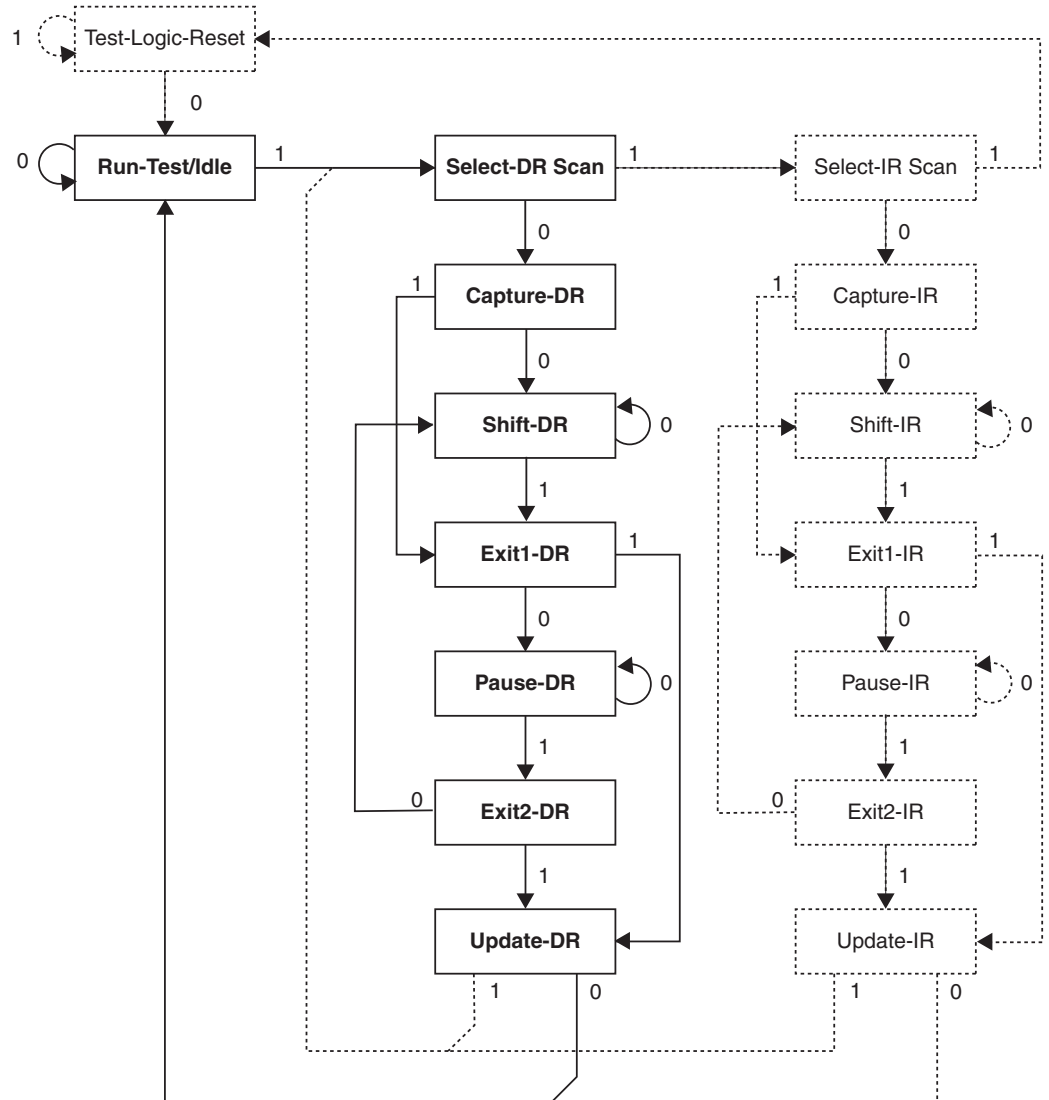 1
Test-Logic-Reset
0
0
Run-Test/Idle
1
Select-DR Scan
1
Select-IR Scan
1
0
0
1
Capture-DR
1
Capture-IR
0
0
Shift-DR
0
Shift-IR
0
1
1
Exit1-DR
1
Exit1-IR
1
0
0
Pause-DR
0
Pause-IR
0
1
1
0
Exit2-DR
0
Exit2-IR
1
1
Update-DR
Update-IR
1
0
1
0